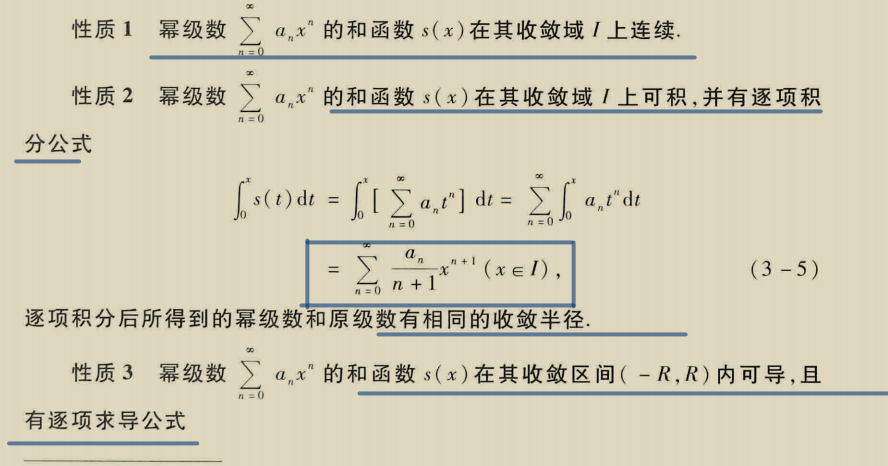 性质 1 幂级数 $\sum_{n=0}^{\infty} a_n x^n$ 的和函数 s(x)在其收敛域 I 上连续.
性质 2 幂级数 $\sum_{n=0}^{\infty} a_n x^n$ 的和函数 s(x)在其收敛域 I 上可积,并有逐项积
分公式
$\int_0^x s(t)\mathrm{d}t = \int_0^x [\sum_{n=0}^{\infty} a_n t^n] \mathrm{d}t = \sum_{n=0}^{\infty} \int_0^x a_n t^n \mathrm{d}t$
$= \sum_{n=0}^{\infty} \frac{a_n}{n+1} x^{n+1} (x \in I),$ (3-5)
逐项积分后所得到的幂级数和原级数有相同的收敛半径.
性质 3 幂级数 $\sum_{n=0}^{\infty} a_n x^n$ 的和函数 s(x)在其收敛区间(-R,R)内可导,且
有逐项求导公式